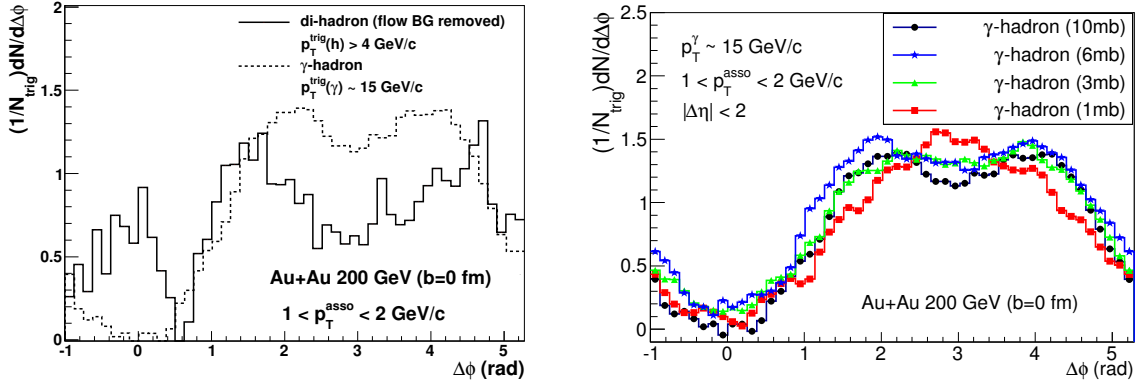 (1/N_trig)dN/dΔϕ
2
1.5
1
0.5
0
di-hadron (flow BG removed)
p_T^trig(h) > 4 GeV/c
γ-hadron
p_T^trig(γ) ~ 15 GeV/c
Au+Au 200 GeV (b=0 fm)
1 < p_T^asso < 2 GeV/c
-1 0 1 2 3 4 5
Δϕ (rad)
(1/N_trig)dN/dΔϕ
2.5
2
1.5
1
0.5
0
p_T^γ ~ 15 GeV/c
1 < p_T^asso < 2 GeV/c
|Δη| < 2
γ-hadron (10mb)
γ-hadron (6mb)
γ-hadron (3mb)
γ-hadron (1mb)
Au+Au 200 GeV (b=0 fm)
-1 0 1 2 3 4 5
Δϕ (rad)